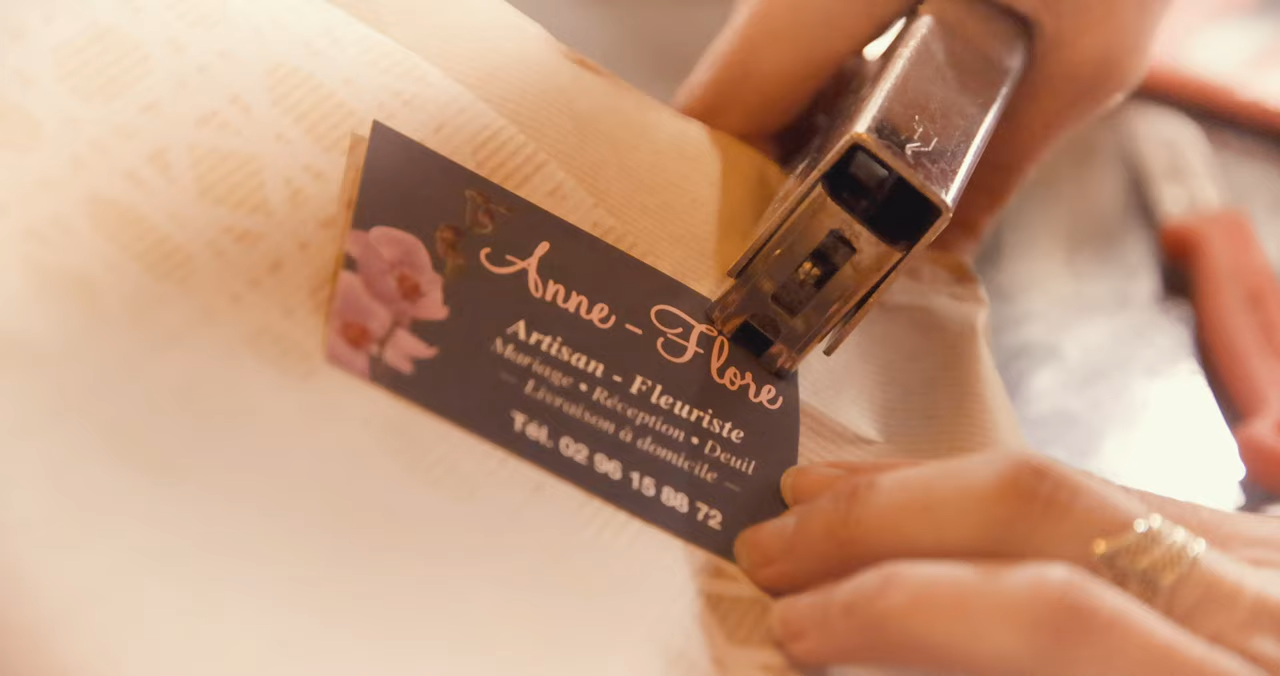 Anne - Flore
Artisan - Fleuriste
Mariage • Réception • Deuil
— Livraison à domicile —
Tél. 02 96 15 88 72